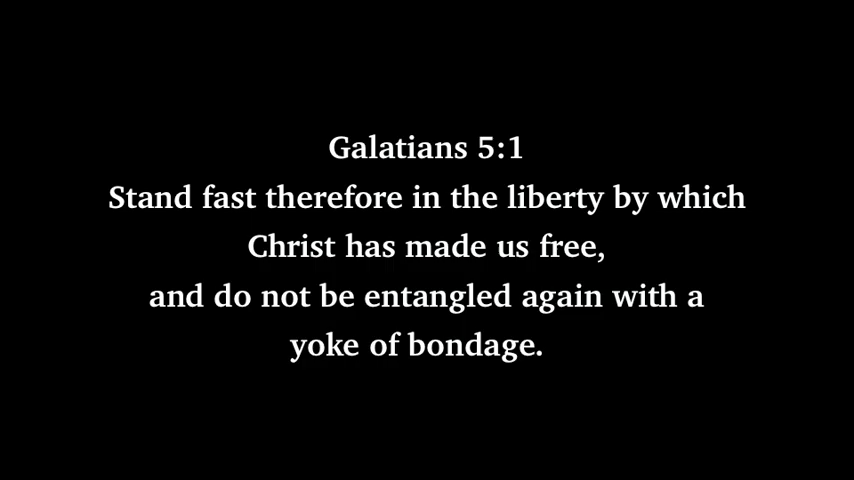 Galatians 5:1
Stand fast therefore in the liberty by which
Christ has made us free,
and do not be entangled again with a
yoke of bondage.